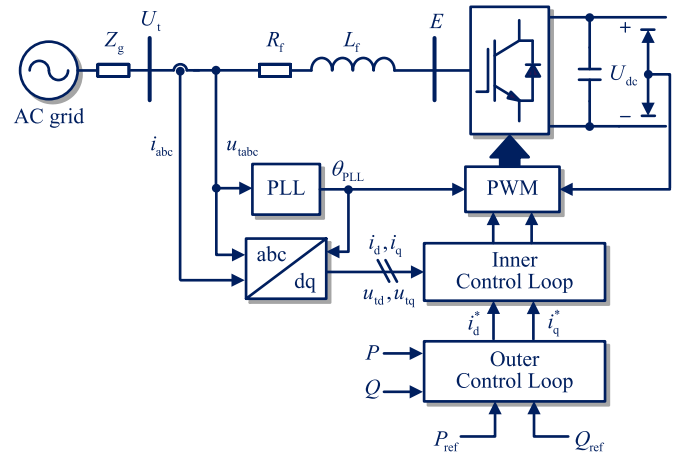 U_t
Z_g
R_f
L_f
E
+
U_dc
−
AC grid
i_abc
u_tabc
θ_PLL
PLL
PWM
abc
dq
i_d, i_q
u_td, u_tq
Inner
Control Loop
i_d^*
i_q^*
P
Q
Outer
Control Loop
P_ref
Q_ref